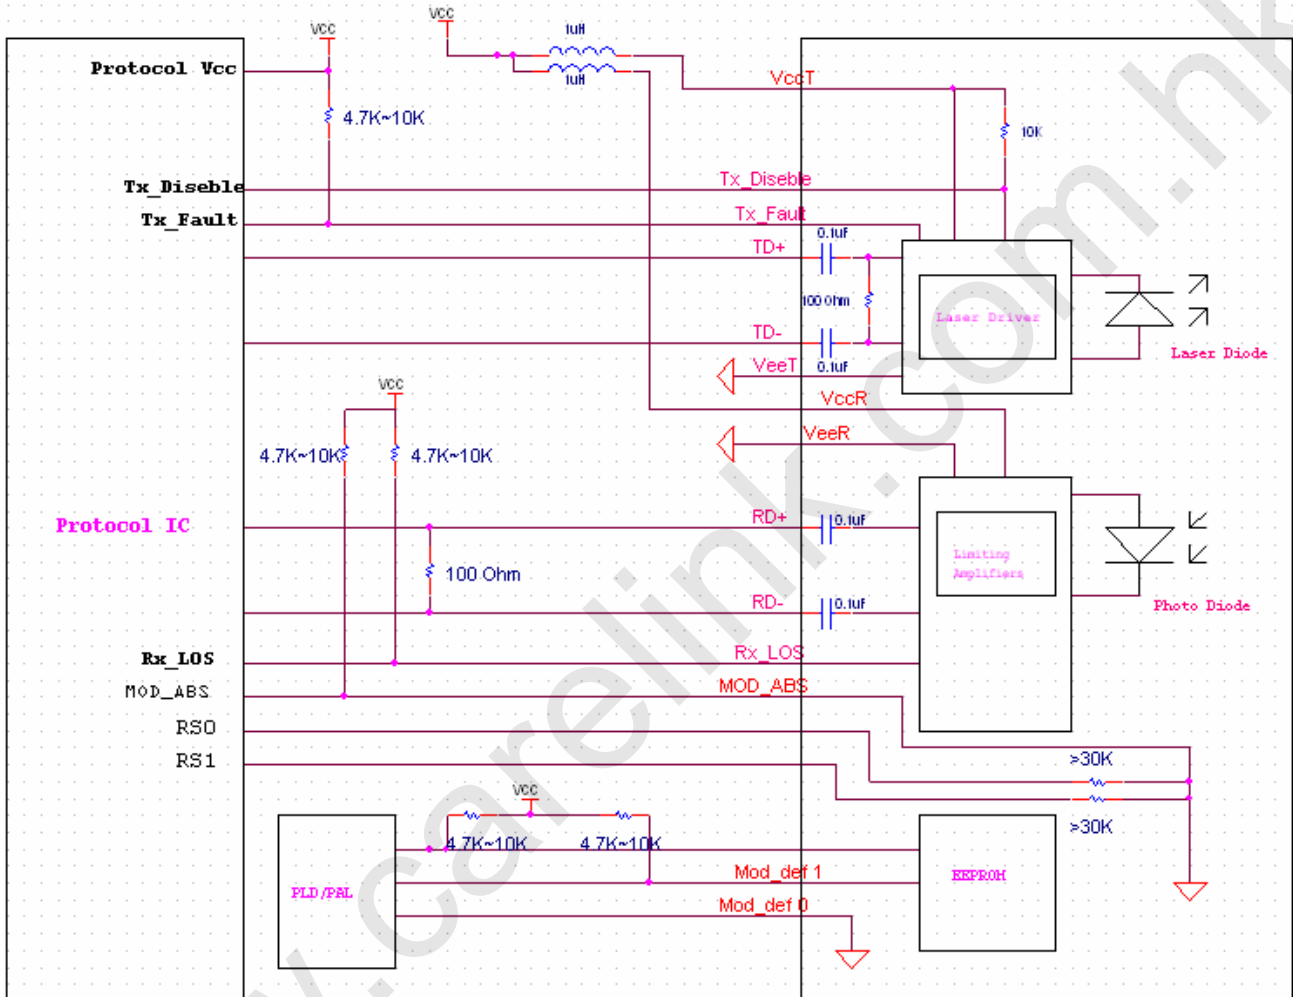 VCC
VCC
1uH
1uH
Protocol Vcc
VccT
4.7K~10K
10K
Tx_Diseble
Tx_Diseble
Tx_Fault
Tx_Fault
0.1uF
TD+
100 Ohm
Laser Driver
TD-
Laser Diode
VeeT
0.1uF
VCC
VccR
VeeR
4.7K~10K
4.7K~10K
Protocol IC
RD+
0.1uF
Limiting
Amplifiers
100 Ohm
RD-
0.1uF
Photo Diode
Rx_LOS
Rx_LOS
MOD_ABS
MOD_ABS
RS0
RS1
>30K
VCC
>30K
4.7K~10K
4.7K~10K
PLD/PAL
Mod_def 1
EEPROM
Mod_def 0
.carelink.com.hk